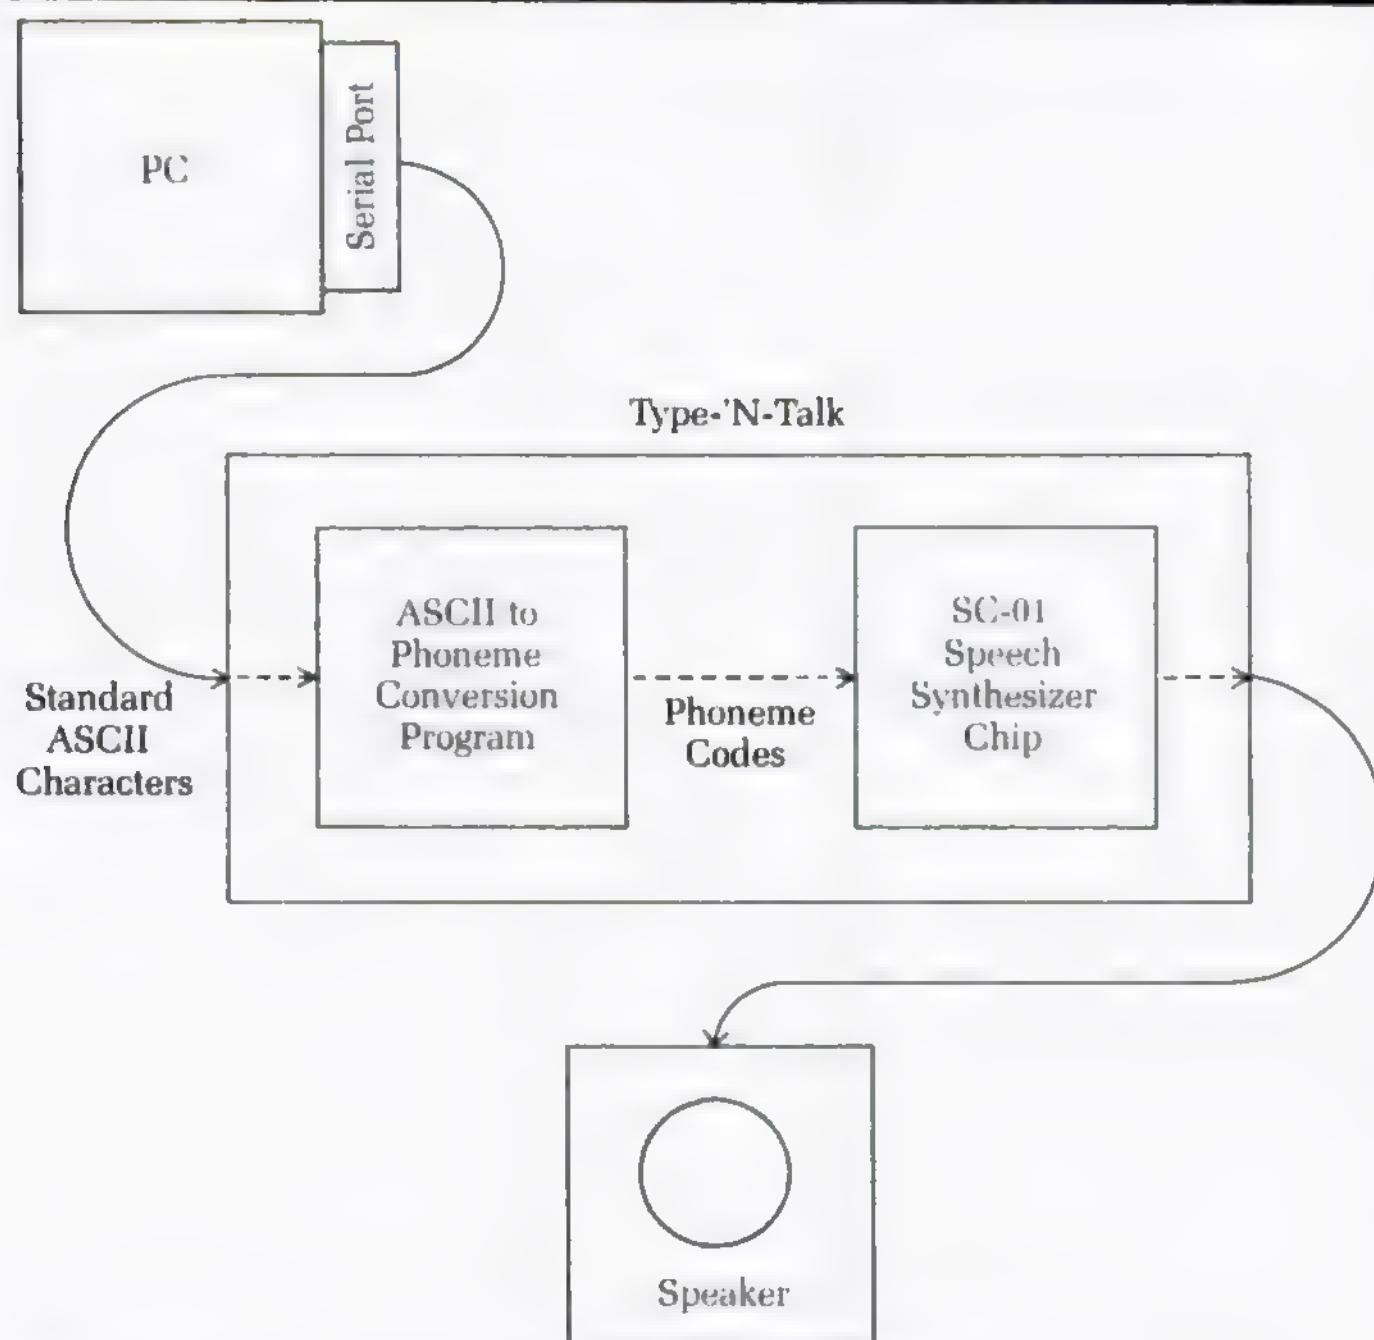 PC
Serial Port
Type-'N-Talk
ASCII to
Phoneme
Conversion
Program
SC-01
Speech
Synthesizer
Chip
Standard
ASCII
Characters
Phoneme
Codes
Speaker